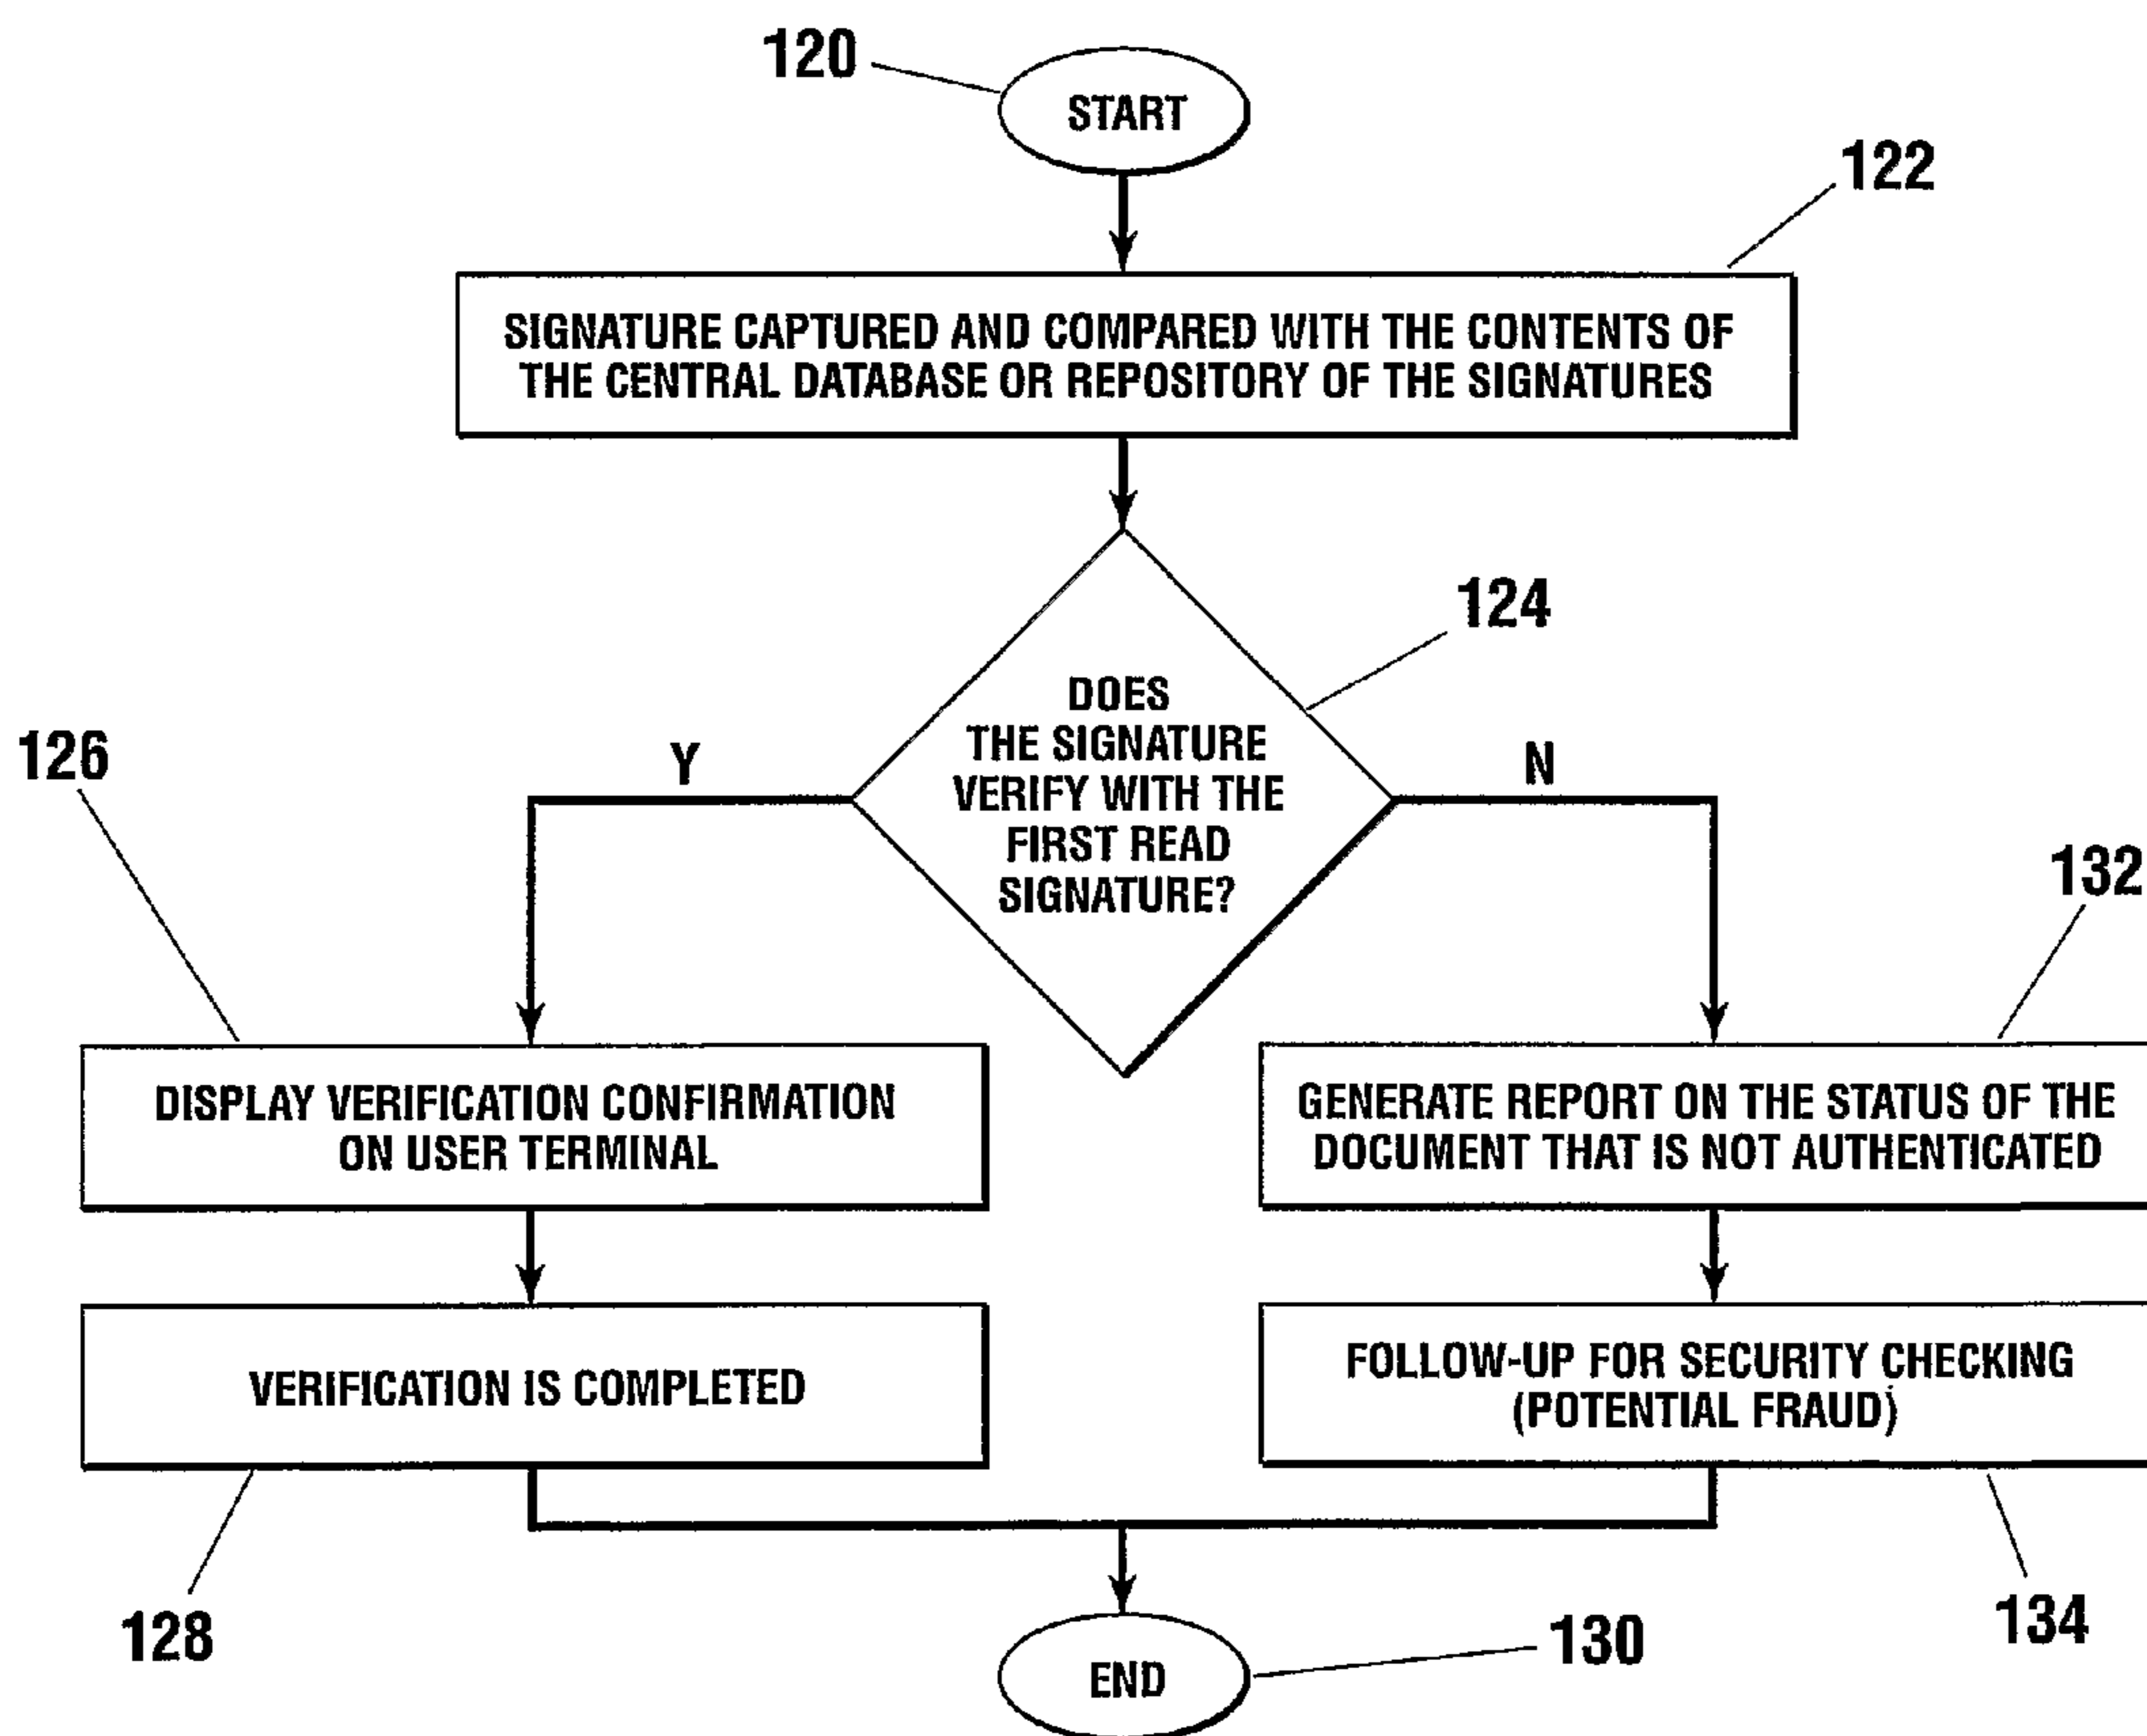 120
START
122
SIGNATURE CAPTURED AND COMPARED WITH THE CONTENTS OF
THE CENTRAL DATABASE OR REPOSITORY OF THE SIGNATURES
124
DOES
THE SIGNATURE
VERIFY WITH THE
FIRST READ
SIGNATURE?
Y
N
126
132
DISPLAY VERIFICATION CONFIRMATION
ON USER TERMINAL
GENERATE REPORT ON THE STATUS OF THE
DOCUMENT THAT IS NOT AUTHENTICATED
VERIFICATION IS COMPLETED
FOLLOW-UP FOR SECURITY CHECKING
(POTENTIAL FRAUD)
128
134
130
END